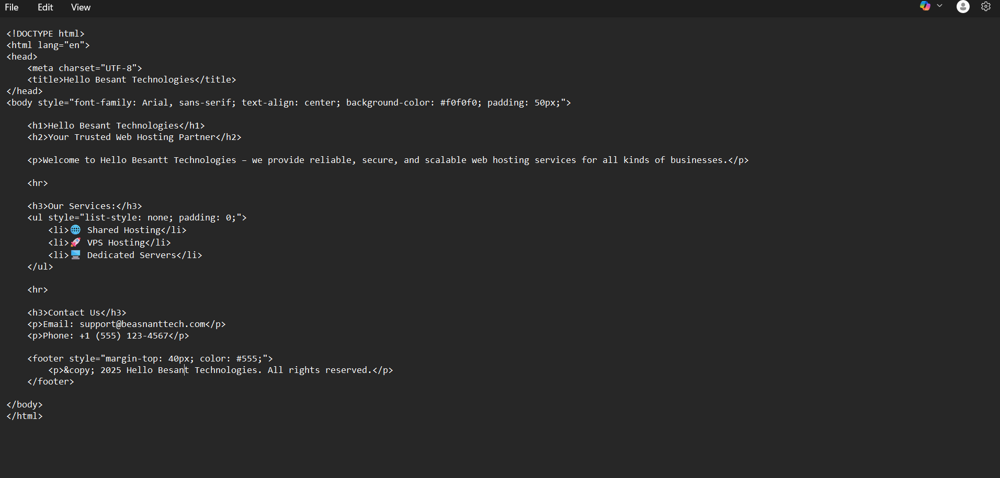 File Edit View
<!DOCTYPE html>
<html lang="en">
<head>
    <meta charset="UTF-8">
    <title>Hello Besant Technologies</title>
</head>
<body style="font-family: Arial, sans-serif; text-align: center; background-color: #f0f0f0; padding: 50px;">
    <h1>Hello Besant Technologies</h1>
    <h2>Your Trusted Web Hosting Partner</h2>
    <p>Welcome to Hello Besantt Technologies – we provide reliable, secure, and scalable web hosting services for all kinds of businesses.</p>
    <hr>
    <h3>Our Services:</h3>
    <ul style="list-style: none; padding: 0;">
        <li>🌐 Shared Hosting</li>
        <li>🚀 VPS Hosting</li>
        <li>🖥️ Dedicated Servers</li>
    </ul>
    <hr>
    <h3>Contact Us</h3>
    <p>Email: support@beasnanttech.com</p>
    <p>Phone: +1 (555) 123-4567</p>
    <footer style="margin-top: 40px; color: #555;">
        <p>&copy; 2025 Hello Besant Technologies. All rights reserved.</p>
    </footer>
</body>
</html>